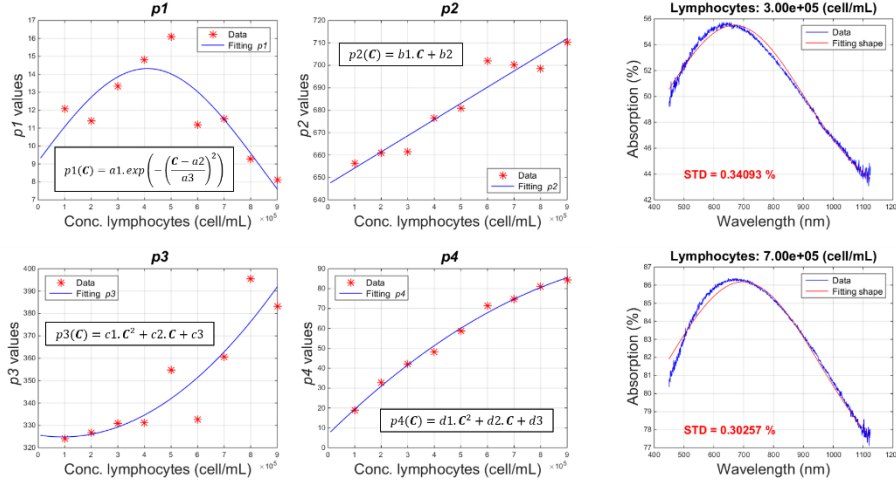 p1
Data
Fitting p1
p1 values
17
16
15
14
13
12
11
10
9
8
7
p1(C) = a1.exp(−((C − a2)/a3)²)
0 1 2 3 4 5 6 7 8 9
Conc. lymphocytes (cell/mL) × 10⁵
p2
p2(C) = b1.C + b2
p2 values
720
710
700
690
680
670
660
650
640
Data
Fitting p2
0 1 2 3 4 5 6 7 8 9
Conc. lymphocytes (cell/mL) × 10⁵
Lymphocytes: 3.00e+05 (cell/mL)
Data
Fitting shape
Absorption (%)
56
54
52
50
48
46
44
42
STD = 0.34093 %
400 500 600 700 800 900 1000 1100 1200
Wavelength (nm)
p3
Data
Fitting p3
p3(C) = c1.C² + c2.C + c3
p3 values
400
390
380
370
360
350
340
330
320
0 1 2 3 4 5 6 7 8 9
Conc. lymphocytes (cell/mL) × 10⁵
p4
Data
Fitting p4
p4 values
90
80
70
60
50
40
30
20
10
0
p4(C) = d1.C² + d2.C + d3
0 1 2 3 4 5 6 7 8 9
Conc. lymphocytes (cell/mL) × 10⁵
Lymphocytes: 7.00e+05 (cell/mL)
Data
Fitting shape
Absorption (%)
87
86
85
84
83
82
81
80
79
78
77
STD = 0.30257 %
400 500 600 700 800 900 1000 1100 1200
Wavelength (nm)